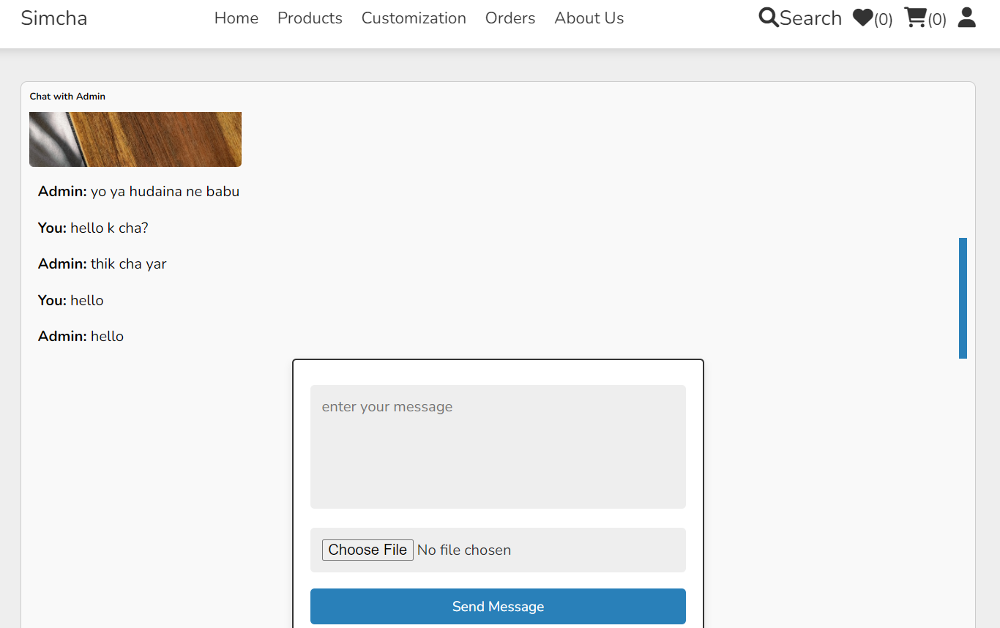 Simcha Home Products Customization Orders About Us Search (0) (0)
Chat with Admin
Admin: yo ya hudaina ne babu
You: hello k cha?
Admin: thik cha yar
You: hello
Admin: hello
enter your message
Choose File No file chosen
Send Message